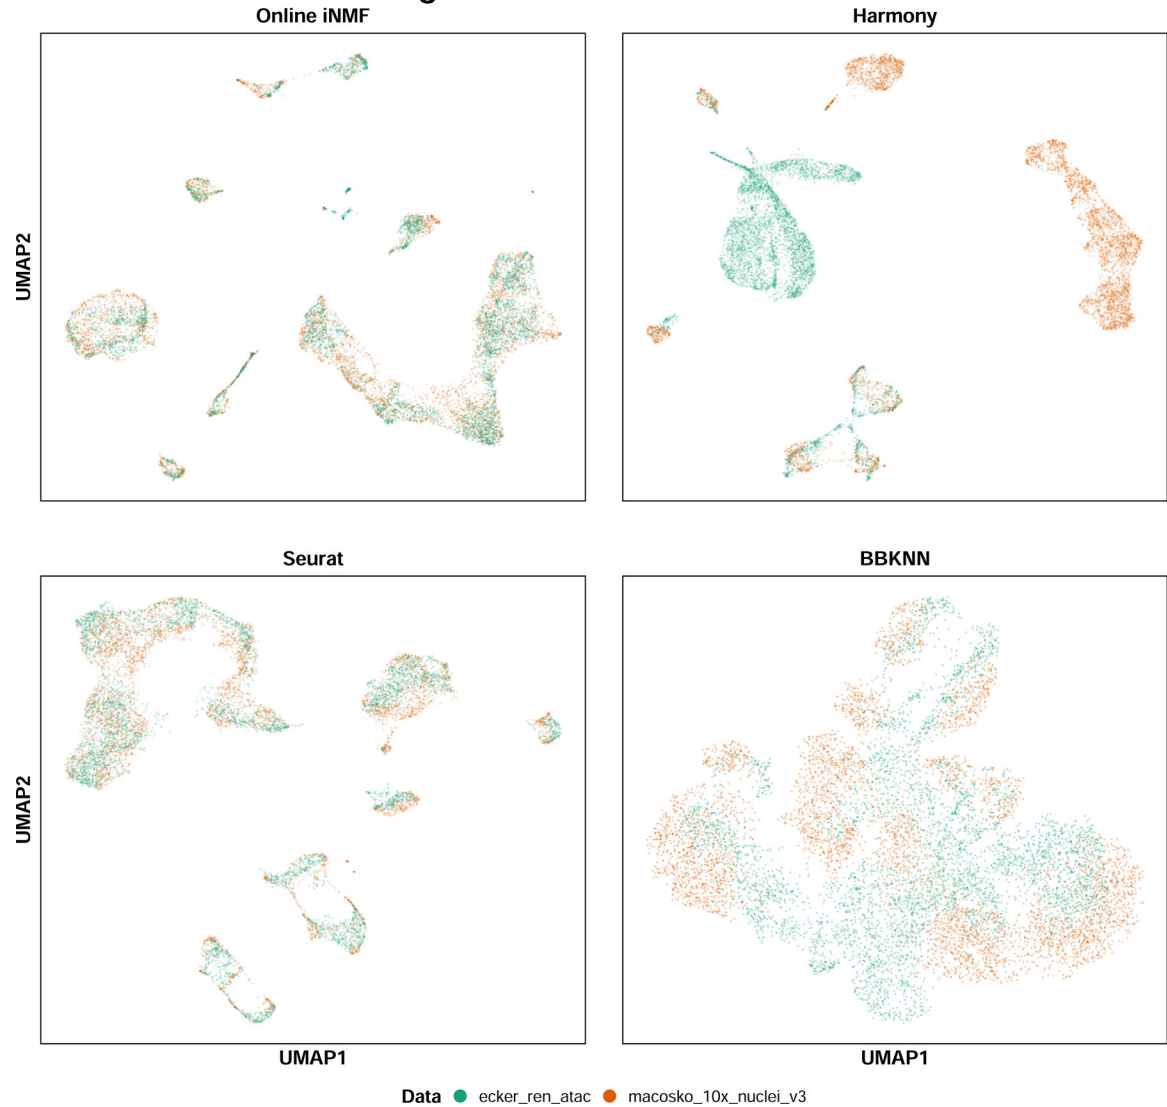 Online iNMF
Harmony
UMAP2
Seurat
BBKNN
UMAP2
UMAP1
UMAP1
Data ecker_ren_atac macosko_10x_nuclei_v3